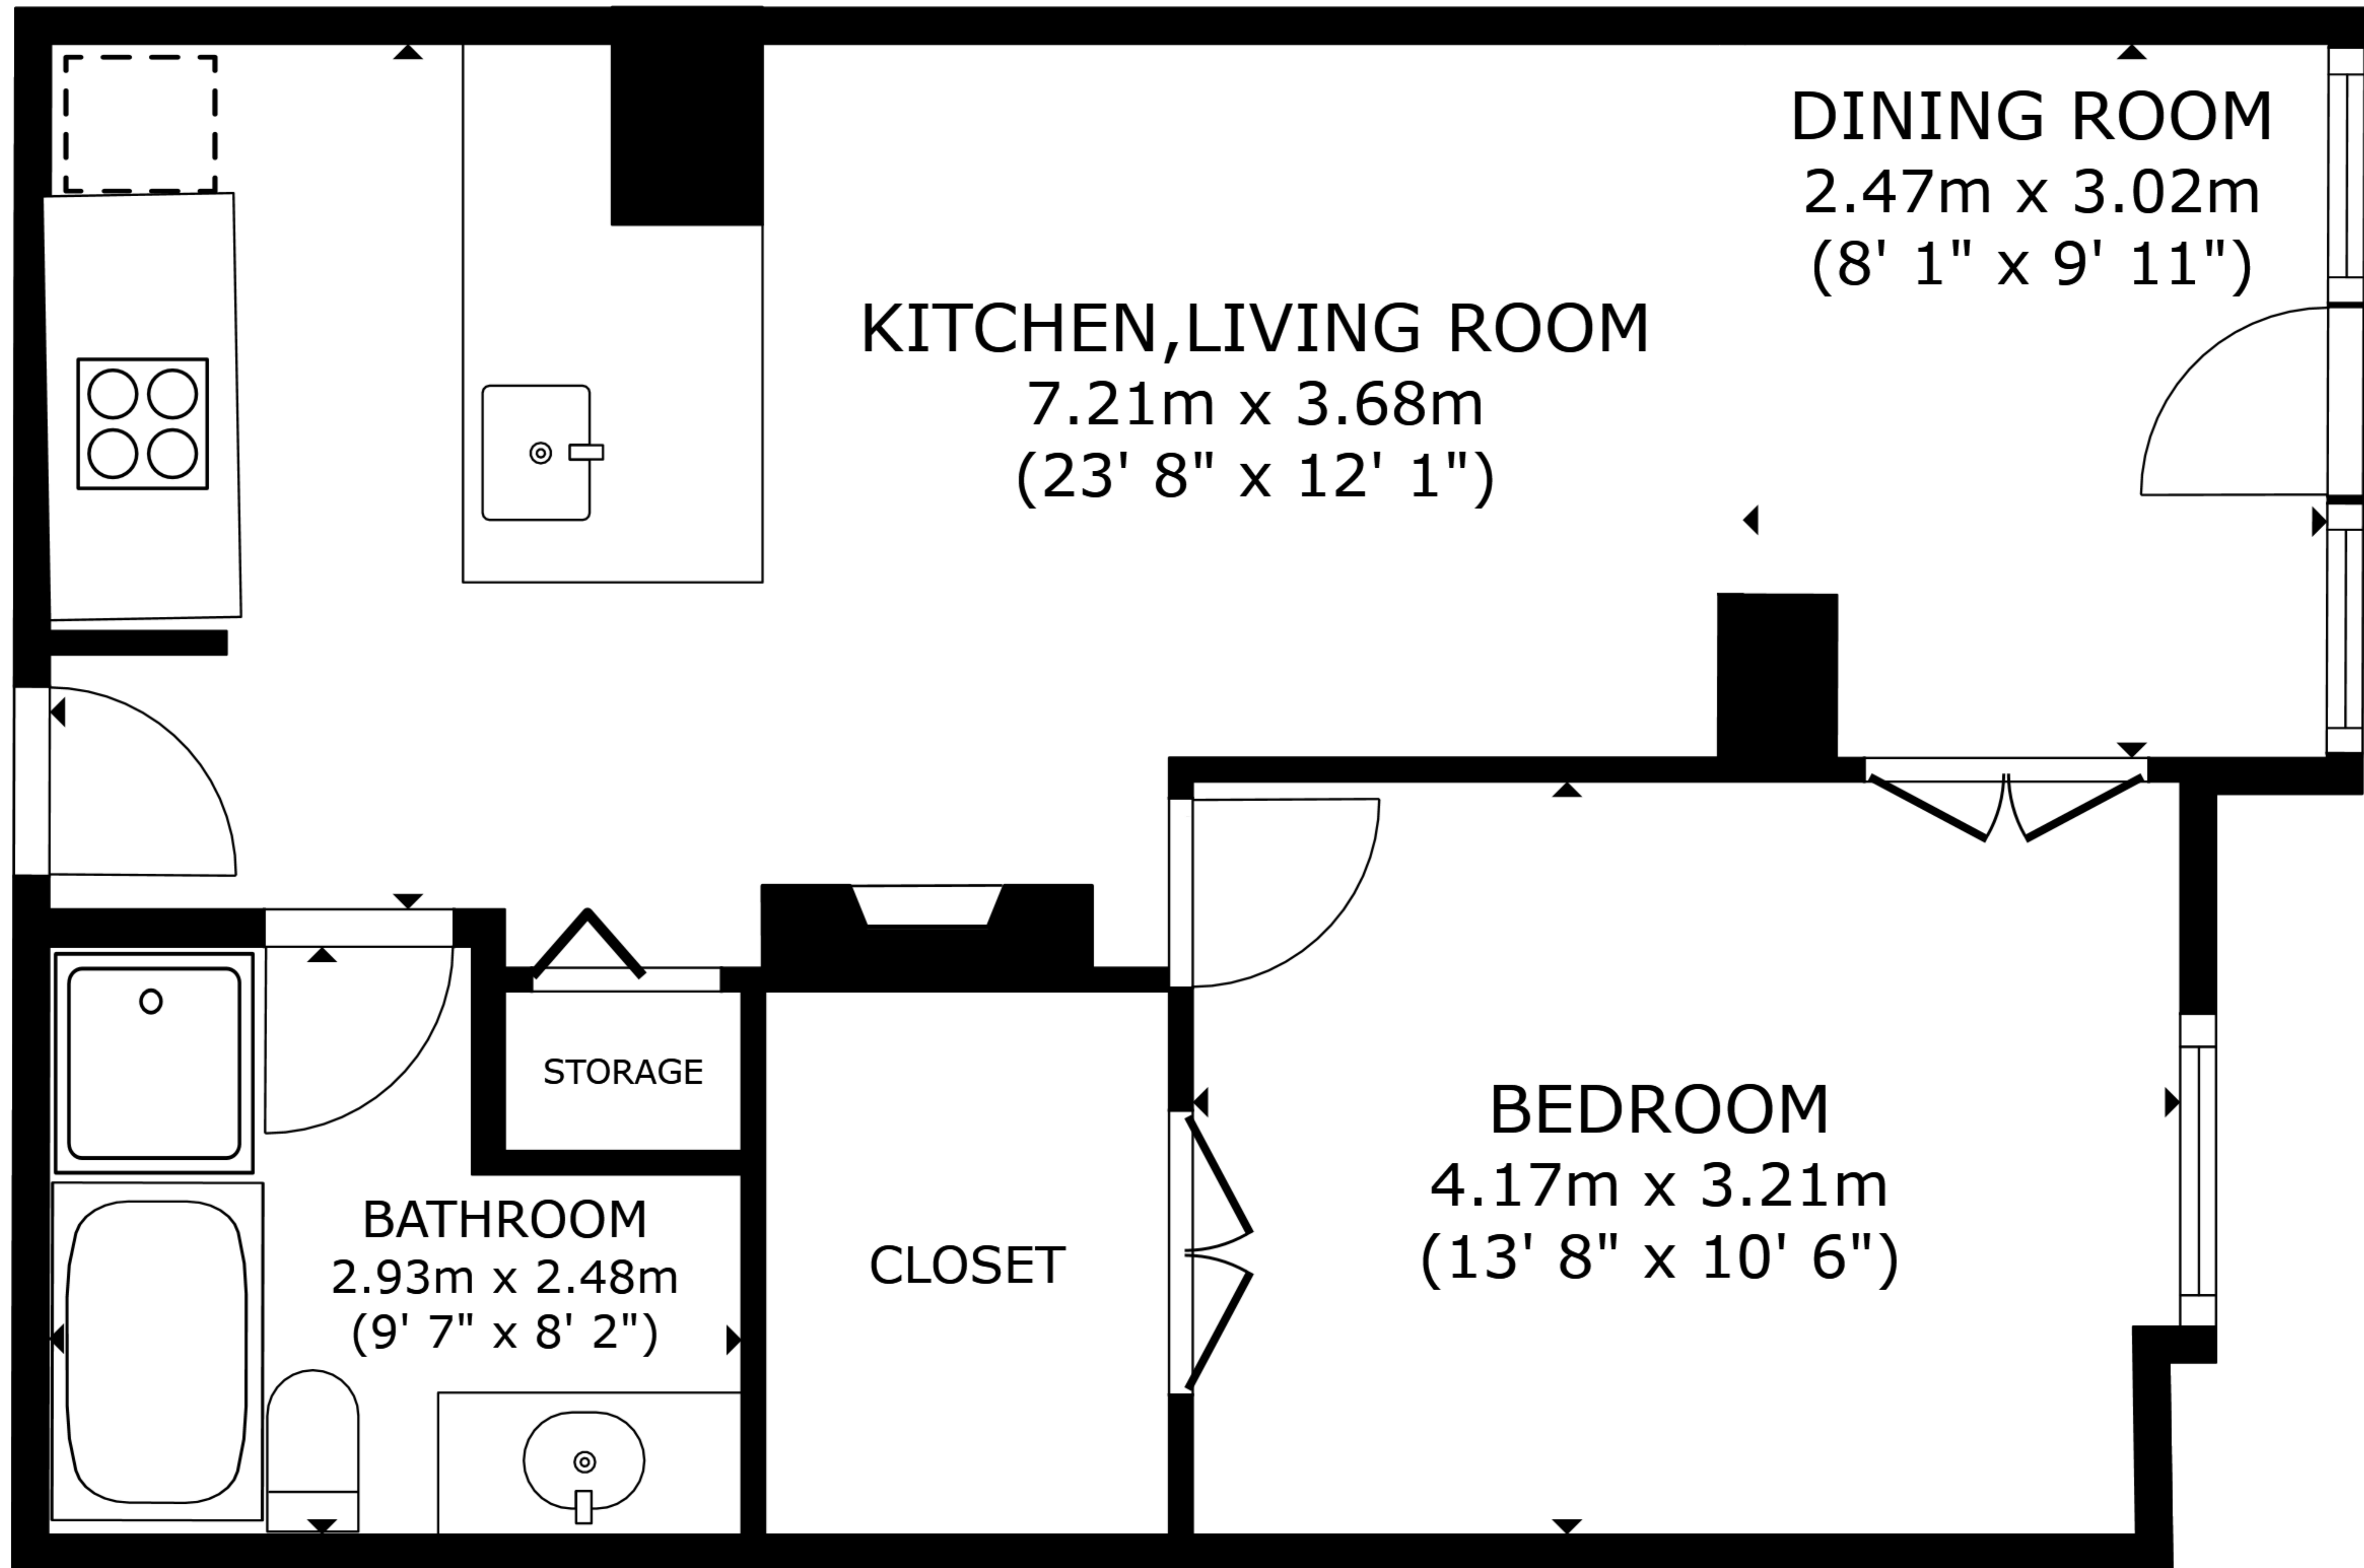 DINING ROOM
2.47m x 3.02m
(8' 1" x 9' 11")
KITCHEN,LIVING ROOM
7.21m x 3.68m
(23' 8" x 12' 1")
STORAGE
BEDROOM
4.17m x 3.21m
(13' 8" x 10' 6")
BATHROOM
2.93m x 2.48m
(9' 7" x 8' 2")
CLOSET